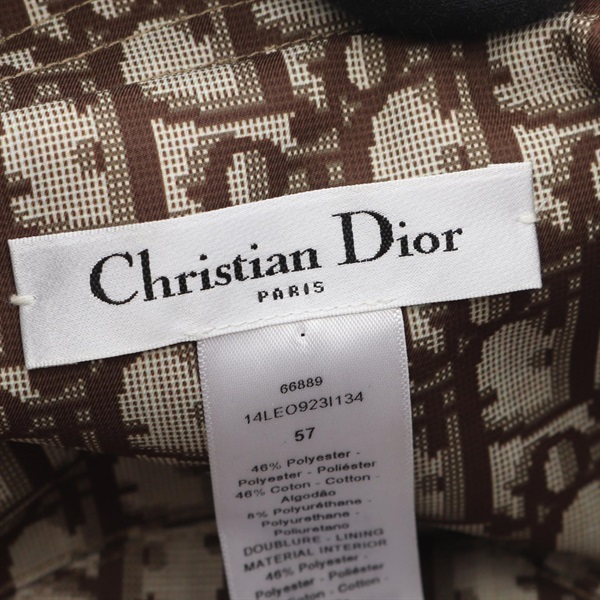 Christian Dior
PARIS
66889
14LEO923I134
57
46% Polyester -
Polyester - Poliéster
46% Coton - Cotton -
Algodão
8% Polyuréthane -
Polyurethane -
Poliuretano
DOUBLURE - LINING
MATERIAL INTERIOR
46% Polyester -
Polyester - Poliéster
Coton - Cotton -